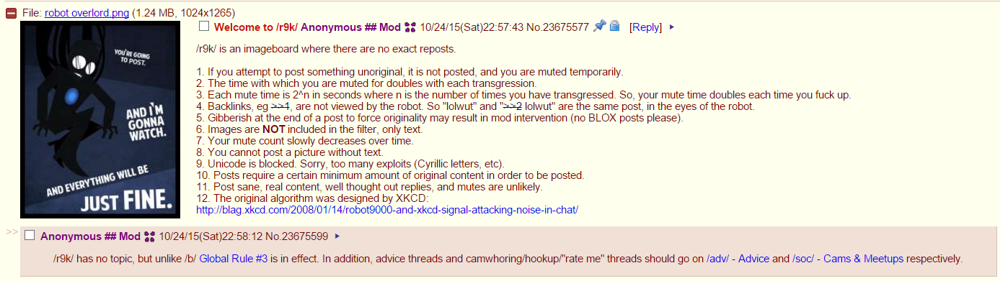 File: robot overlord.png (1.24 MB, 1024x1265)
YOU'RE GOING
TO POST.
AND I'M
GONNA
WATCH.
AND EVERYTHING WILL BE
JUST FINE.
Welcome to /r9k/ Anonymous ## Mod 10/24/15(Sat)22:57:43 No.23675577 [Reply]
/r9k/ is an imageboard where there are no exact reposts.
1. If you attempt to post something unoriginal, it is not posted, and you are muted temporarily.
2. The time with which you are muted for doubles with each transgression.
3. Each mute time is 2^n in seconds where n is the number of times you have transgressed. So, your mute time doubles each time you fuck up.
4. Backlinks, eg >>1, are not viewed by the robot. So "lolwut" and ">>2 lolwut" are the same post, in the eyes of the robot.
5. Gibberish at the end of a post to force originality may result in mod intervention (no BLOX posts please).
6. Images are NOT included in the filter, only text.
7. Your mute count slowly decreases over time.
8. You cannot post a picture without text.
9. Unicode is blocked. Sorry, too many exploits (Cyrillic letters, etc).
10. Posts require a certain minimum amount of original content in order to be posted.
11. Post sane, real content, well thought out replies, and mutes are unlikely.
12. The original algorithm was designed by XKCD:
http://blag.xkcd.com/2008/01/14/robot9000-and-xkcd-signal-attacking-noise-in-chat/
>> Anonymous ## Mod 10/24/15(Sat)22:58:12 No.23675599
/r9k/ has no topic, but unlike /b/ Global Rule #3 is in effect. In addition, advice threads and camwhoring/hookup/"rate me" threads should go on /adv/ - Advice and /soc/ - Cams & Meetups respectively.